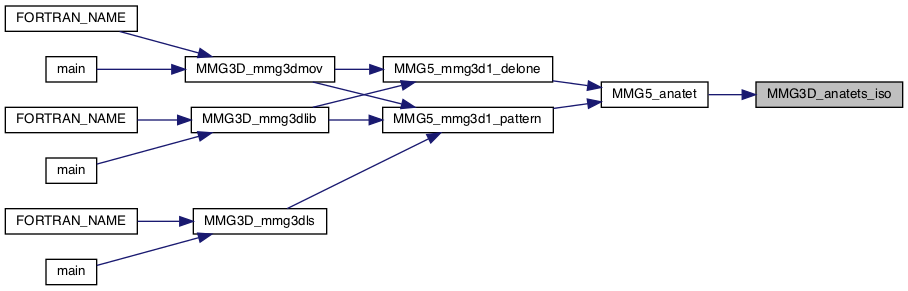 FORTRAN_NAME
main
MMG3D_mmg3dmov
MMG5_mmg3d1_delone
MMG5_anatet
MMG3D_anatets_iso
FORTRAN_NAME
MMG3D_mmg3dlib
MMG5_mmg3d1_pattern
main
FORTRAN_NAME
MMG3D_mmg3dls
main